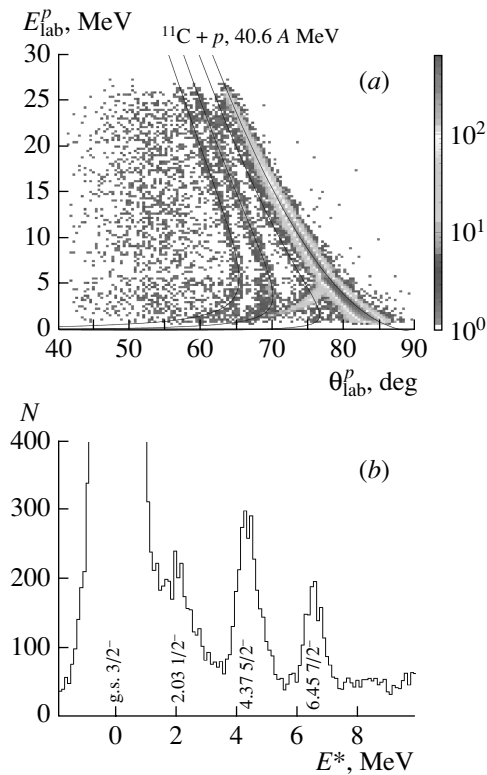 E^p_lab, MeV
¹¹C + p, 40.6 A MeV
(a)
30
25
20
15
10
5
0
40 50 60 70 80 90
θ^p_lab, deg
10²
10¹
10⁰
N
(b)
400
300
200
100
0
g.s. 3/2⁻
2.03 1/2⁻
4.37 5/2⁻
6.45 7/2⁻
0 2 4 6 8
E*, MeV